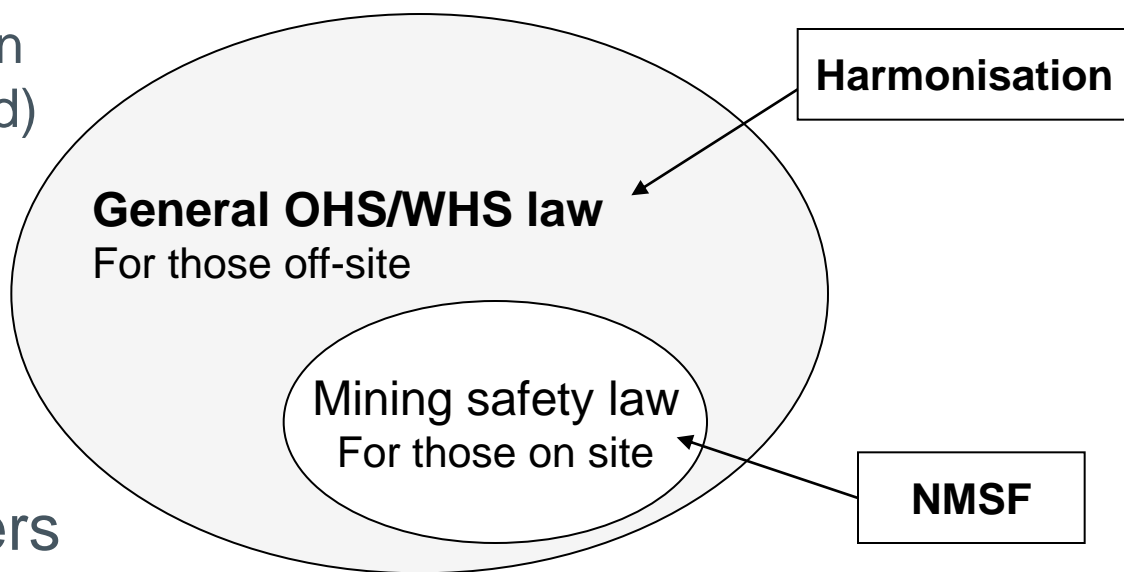 Harmonisation
General OHS/WHS law
For those off-site
Mining safety law
For those on site
NMSF